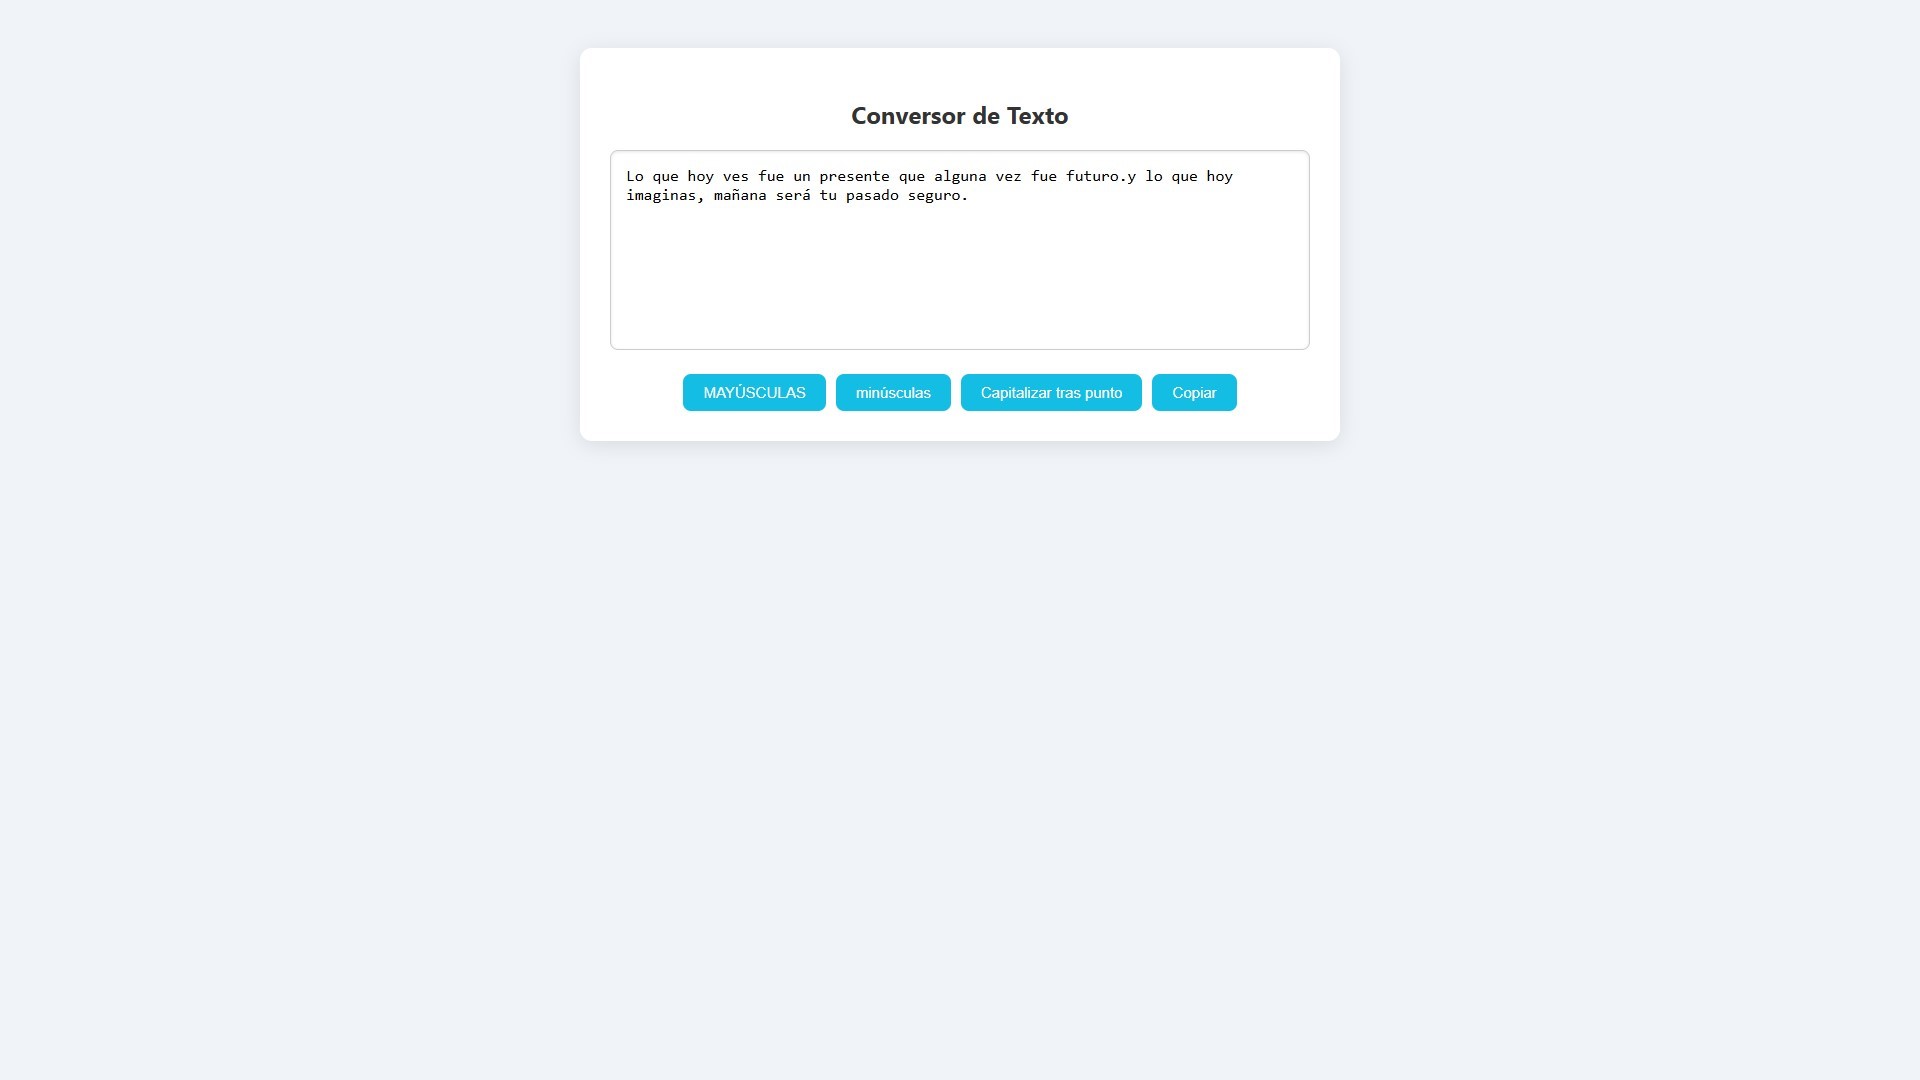 Conversor de Texto
Lo que hoy ves fue un presente que alguna vez fue futuro.y lo que hoy
imaginas, mañana será tu pasado seguro.
MAYÚSCULAS minúsculas Capitalizar tras punto Copiar